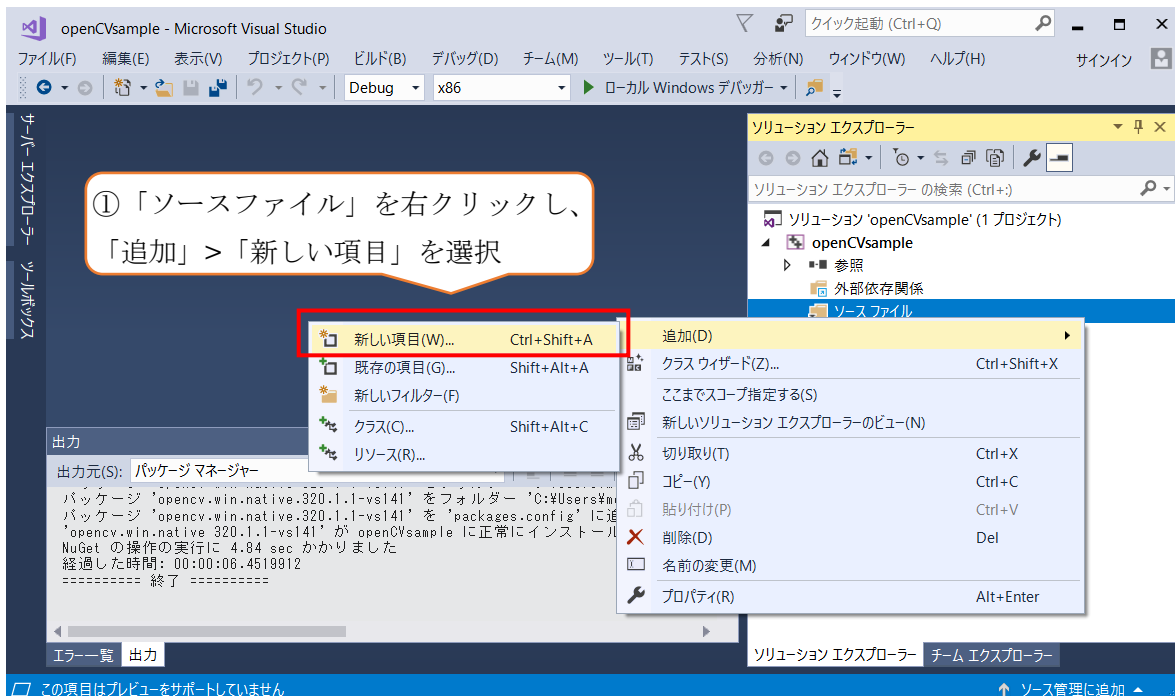 openCVsample - Microsoft Visual Studio
クイック起動 (Ctrl+Q)
ファイル(F) 編集(E) 表示(V) プロジェクト(P) ビルド(B) デバッグ(D) チーム(M) ツール(T) テスト(S) 分析(N) ウィンドウ(W) ヘルプ(H) サインイン
Debug x86 ローカル Windows デバッガー
サーバー エクスプローラー
ツールボックス
①「ソースファイル」を右クリックし、
「追加」>「新しい項目」を選択
ソリューション エクスプローラー
ソリューション エクスプローラー の検索 (Ctrl+:)
ソリューション 'openCVsample' (1 プロジェクト)
openCVsample
参照
外部依存関係
ソース ファイル
新しい項目(W)... Ctrl+Shift+A
既存の項目(G)... Shift+Alt+A
新しいフィルター(F)
クラス(C)... Shift+Alt+C
リソース(R)...
追加(D)
クラス ウィザード(Z)... Ctrl+Shift+X
ここまでスコープ指定する(S)
新しいソリューション エクスプローラーのビュー(N)
切り取り(T) Ctrl+X
コピー(Y) Ctrl+C
貼り付け(P) Ctrl+V
削除(D) Del
名前の変更(M)
プロパティ(R) Alt+Enter
出力
出力元(S): パッケージ マネージャー
パッケージ 'opencv.win.native.320.1.1-vs141' をフォルダー 'C:¥Users¥m
パッケージ 'opencv.win.native.320.1.1-vs141' を 'packages.config' に追
'opencv.win.native 320.1.1-vs141' が openCVsample に正常にインストール
NuGet の操作の実行に 4.84 sec かかりました
経過した時間: 00:00:06.4519912
========== 終了 ==========
エラー一覧 出力
ソリューション エクスプローラー チーム エクスプローラー
この項目はプレビューをサポートしていません
ソース管理に追加